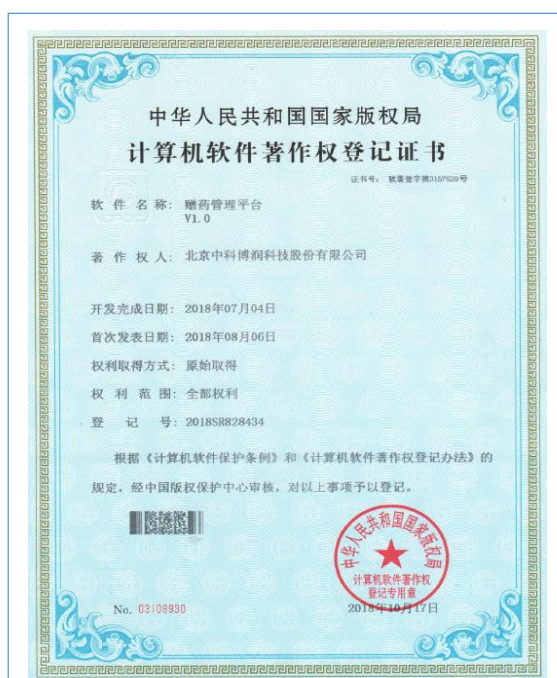 中华人民共和国国家版权局
计算机软件著作权登记证书
证书号: 软著登字第3157529号
软件名称: 赠药管理平台
V1.0
著作权人: 北京中科博润科技股份有限公司
开发完成日期: 2018年07月04日
首次发表日期: 2018年08月06日
权利取得方式: 原始取得
权利范围: 全部权利
登记号: 2018SR828434
根据《计算机软件保护条例》和《计算机软件著作权登记办法》的
规定,经中国版权保护中心审核,对以上事项予以登记。
中华人民共和国国家版权局
计算机软件著作权
登记专用章
No. 03108930
2018年10月17日